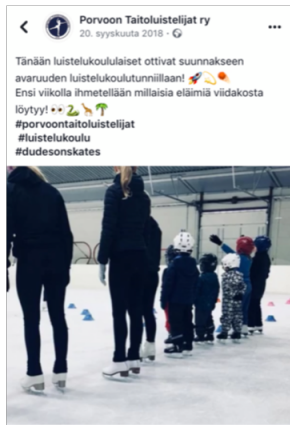 Porvoon Taitoluistelijat ry
20. syyskuuta 2018 ·
Tänään luistelukoululaiset ottivat suunnakseen
avaruuden luistelukoulutunniillaan! 🚀💫☄️
Ensi viikolla ihmetellään millaisia eläimiä viidakosta
löytyy! 👀🐍🦒🌴
#porvoontaitoluistelijat
#luistelukoulu
#dudesonskates